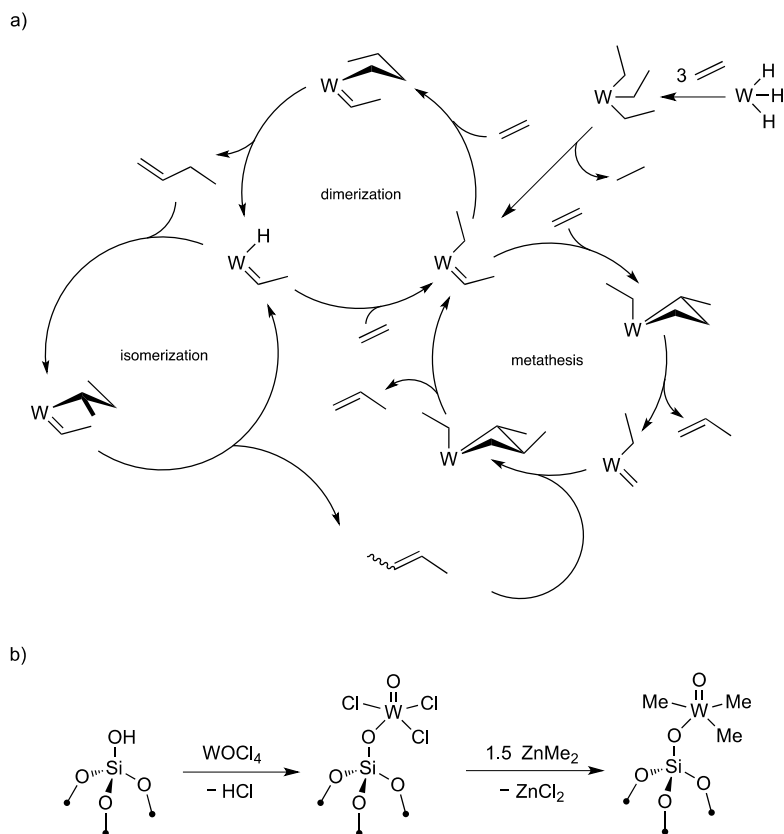 a)
W
3
W
H
H
H
W
dimerization
H
W
W
W
isomerization
metathesis
W
W
W
b)
OH
Si
O
O
O
WOCl4
– HCl
O
Cl
W
Cl
Cl
O
Si
O
O
O
1.5 ZnMe2
– ZnCl2
O
Me
W
Me
Me
O
Si
O
O
O